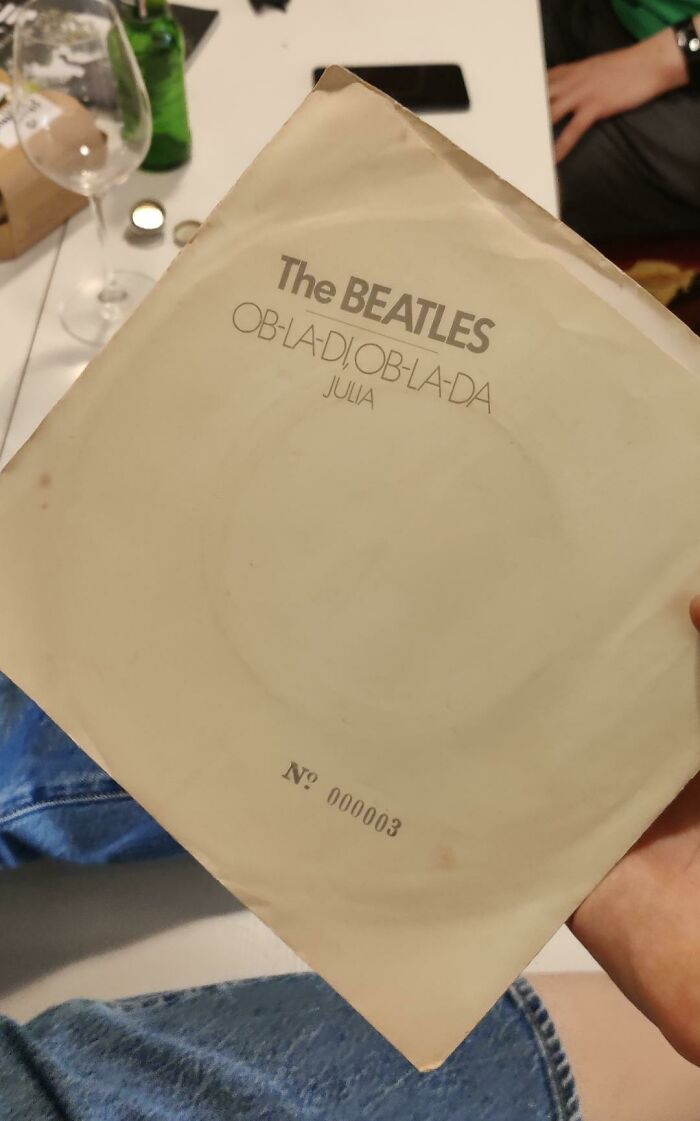 The BEATLES
OB-LA-DI, OB-LA-DA
JULIA
Nº 000003